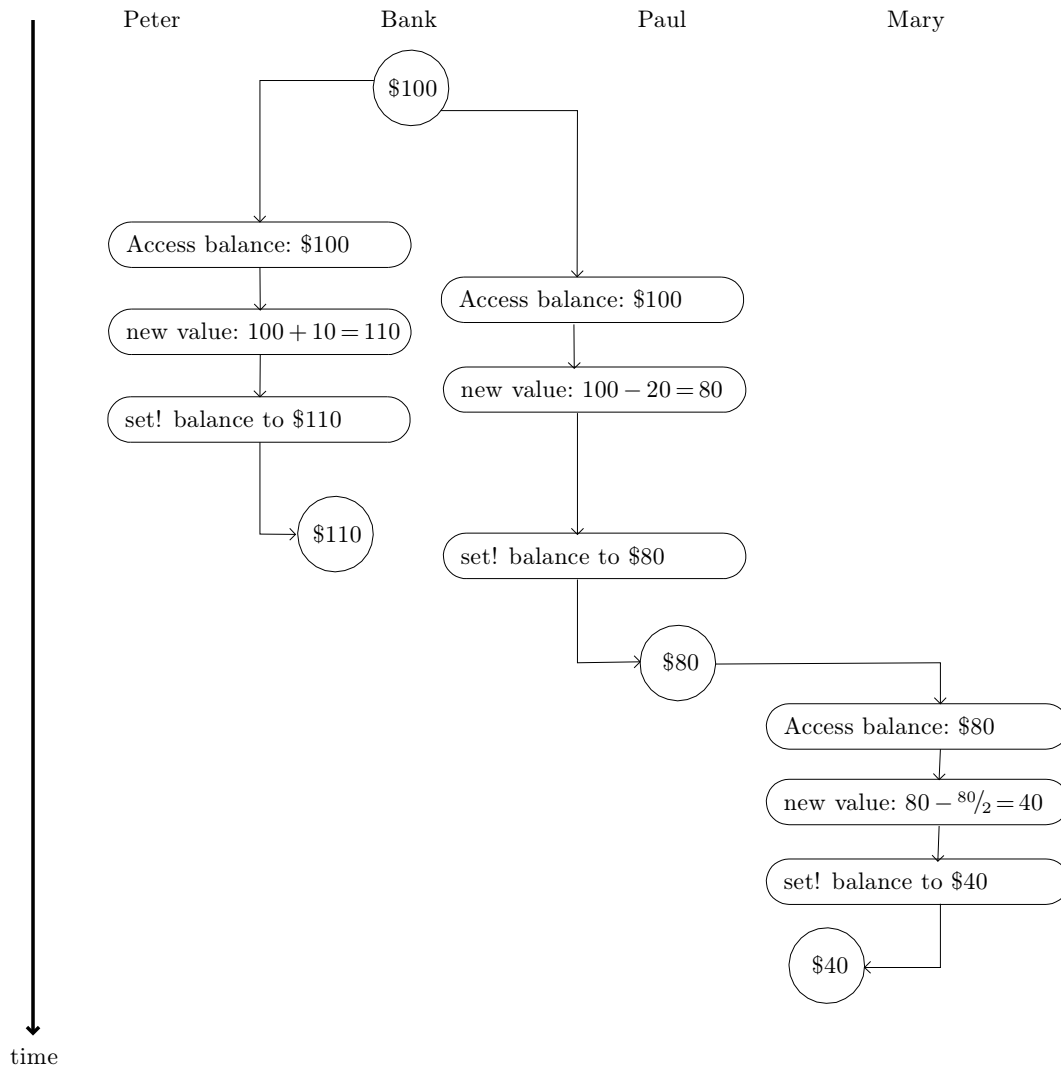 Peter Bank Paul Mary
$100
Access balance: $100
Access balance: $100
new value: 100 + 10 = 110
new value: 100 − 20 = 80
set! balance to $110
$110
set! balance to $80
$80
Access balance: $80
new value: 80 − 80/2 = 40
set! balance to $40
$40
time